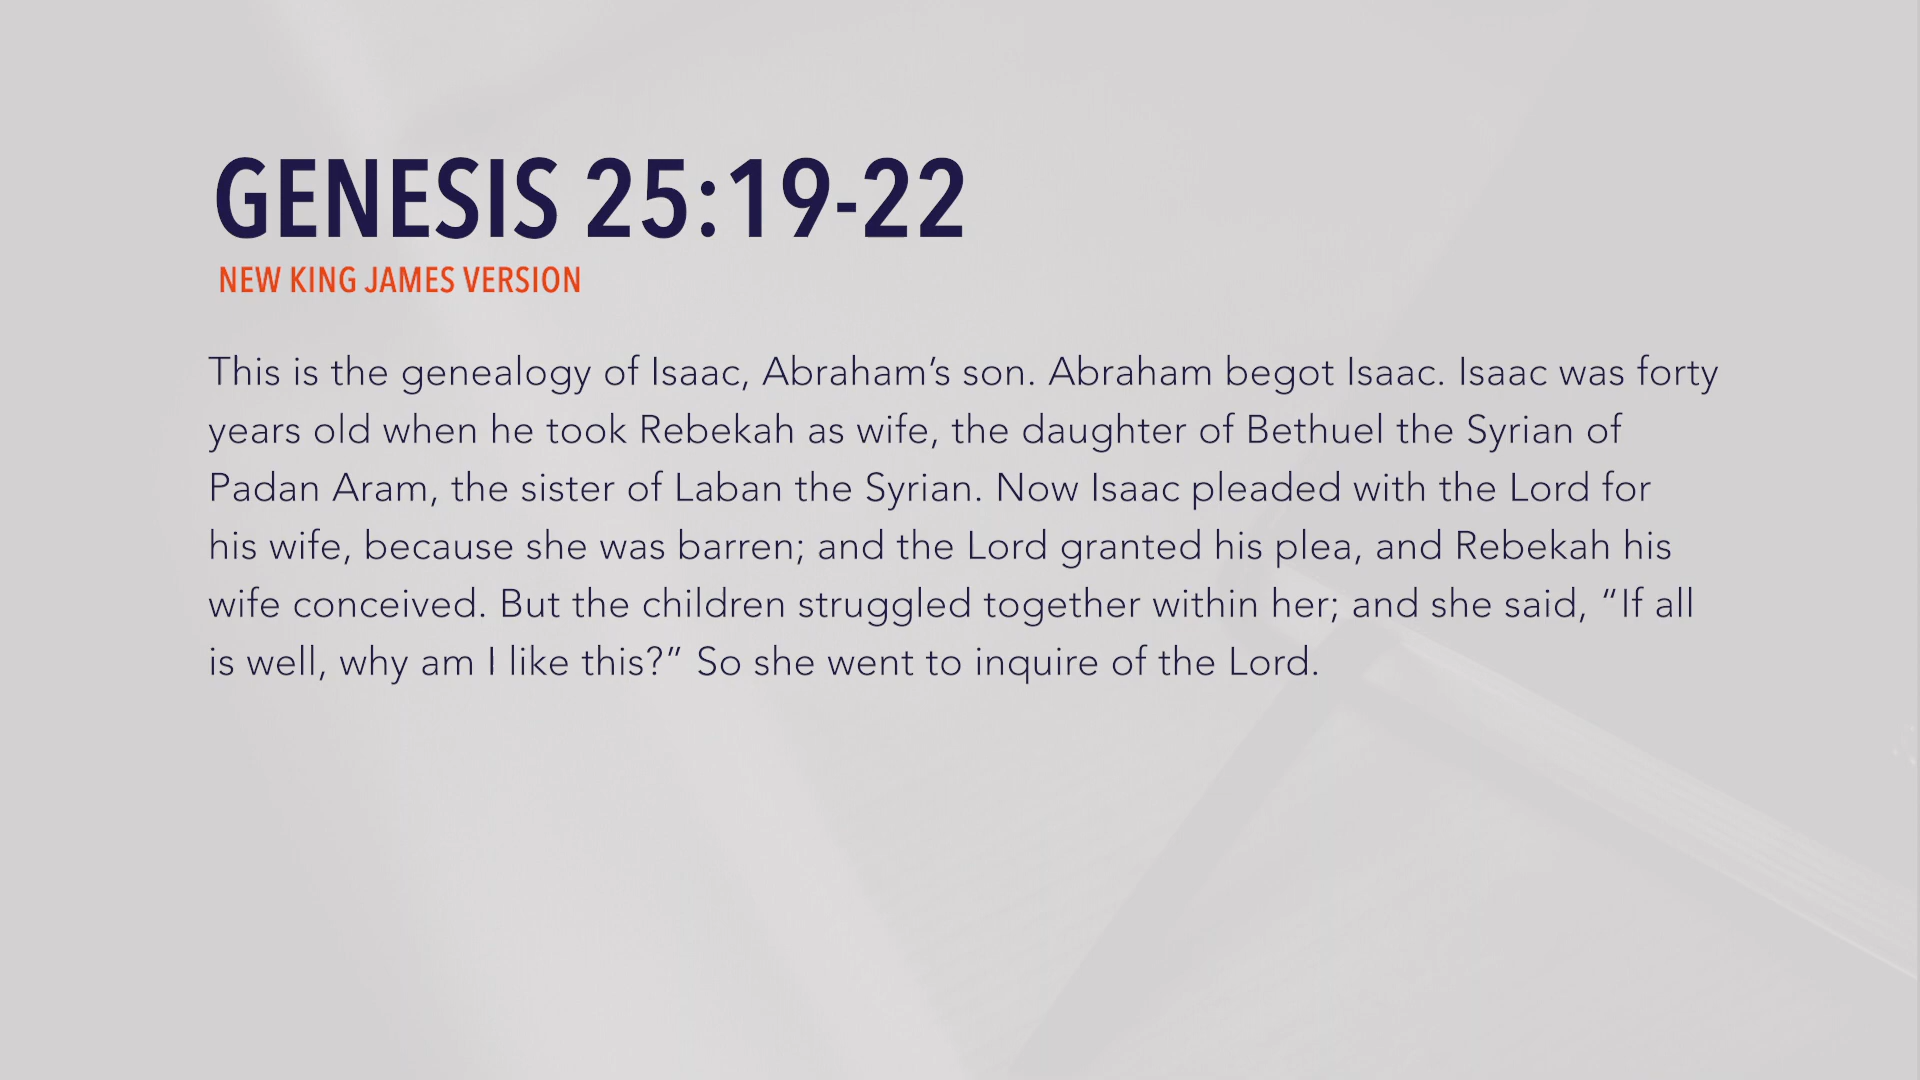 GENESIS 25:19-22
NEW KING JAMES VERSION
This is the genealogy of Isaac, Abraham’s son. Abraham begot Isaac. Isaac was forty
years old when he took Rebekah as wife, the daughter of Bethuel the Syrian of
Padan Aram, the sister of Laban the Syrian. Now Isaac pleaded with the Lord for
his wife, because she was barren; and the Lord granted his plea, and Rebekah his
wife conceived. But the children struggled together within her; and she said, “If all
is well, why am I like this?” So she went to inquire of the Lord.